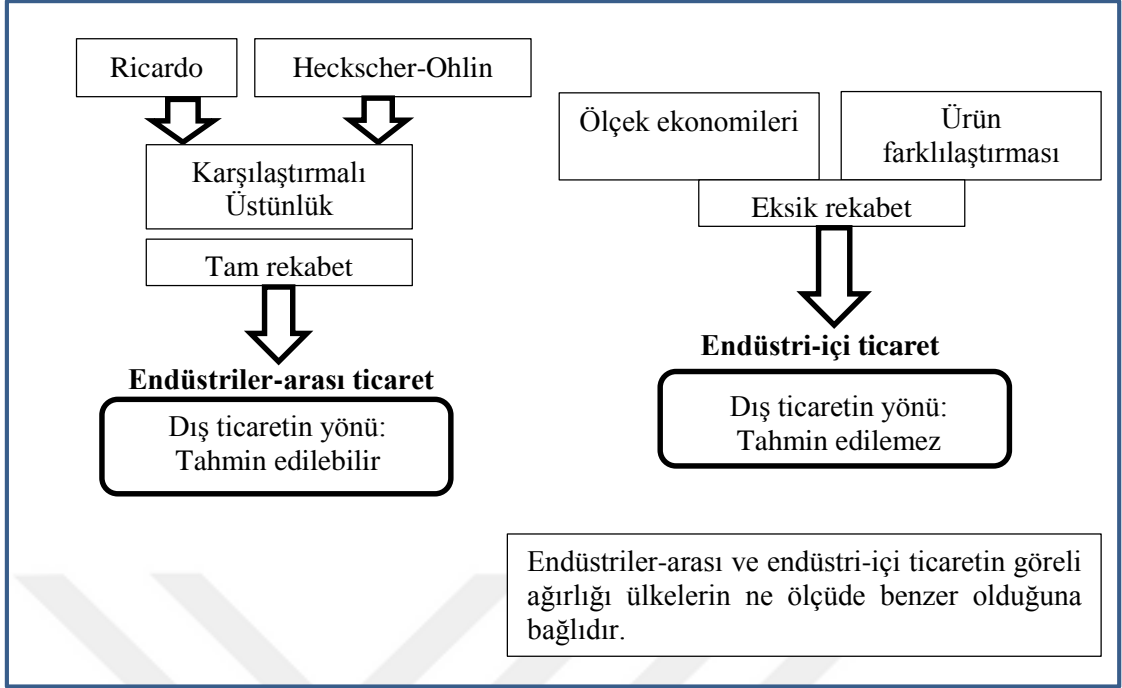 Ricardo
Heckscher-Ohlin
Karşılaştırmalı
Üstünlük
Tam rekabet
Endüstriler-arası ticaret
Dış ticaretin yönü:
Tahmin edilebilir
Ölçek ekonomileri
Ürün
farklılaştırması
Eksik rekabet
Endüstri-içi ticaret
Dış ticaretin yönü:
Tahmin edilemez
Endüstriler-arası ve endüstri-içi ticaretin göreli
ağırlığı ülkelerin ne ölçüde benzer olduğuna
bağlıdır.